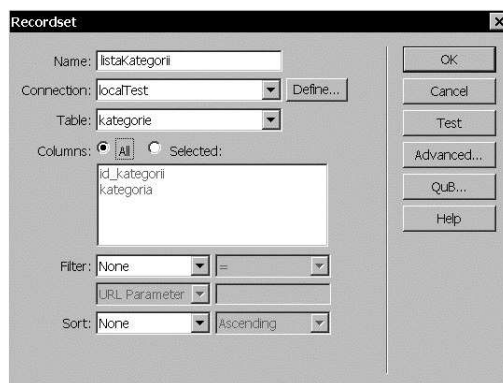 Recordset
Name: listaKategorii
Connection: localTest Define...
Table: kategorie
Columns: All Selected:
id_kategorii
kategoria
Filter: None =
URL Parameter
Sort: None Ascending
OK
Cancel
Test
Advanced...
QuB...
Help